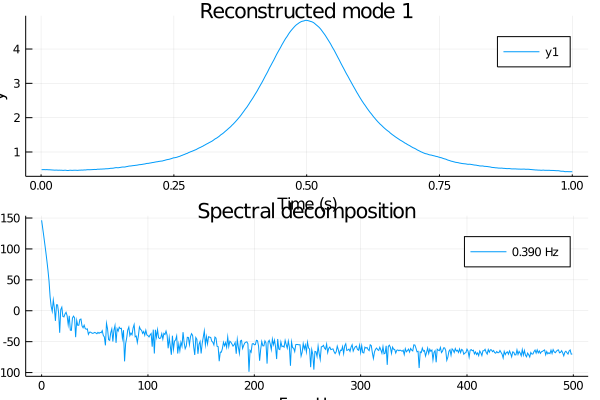 Reconstructed mode 1
4
3
2
1
y
y1
0.00 0.25 0.50 0.75 1.00
Time (s)
Spectral decomposition
150
100
50
0
-50
100
0.390 Hz
0 100 200 300 400 500